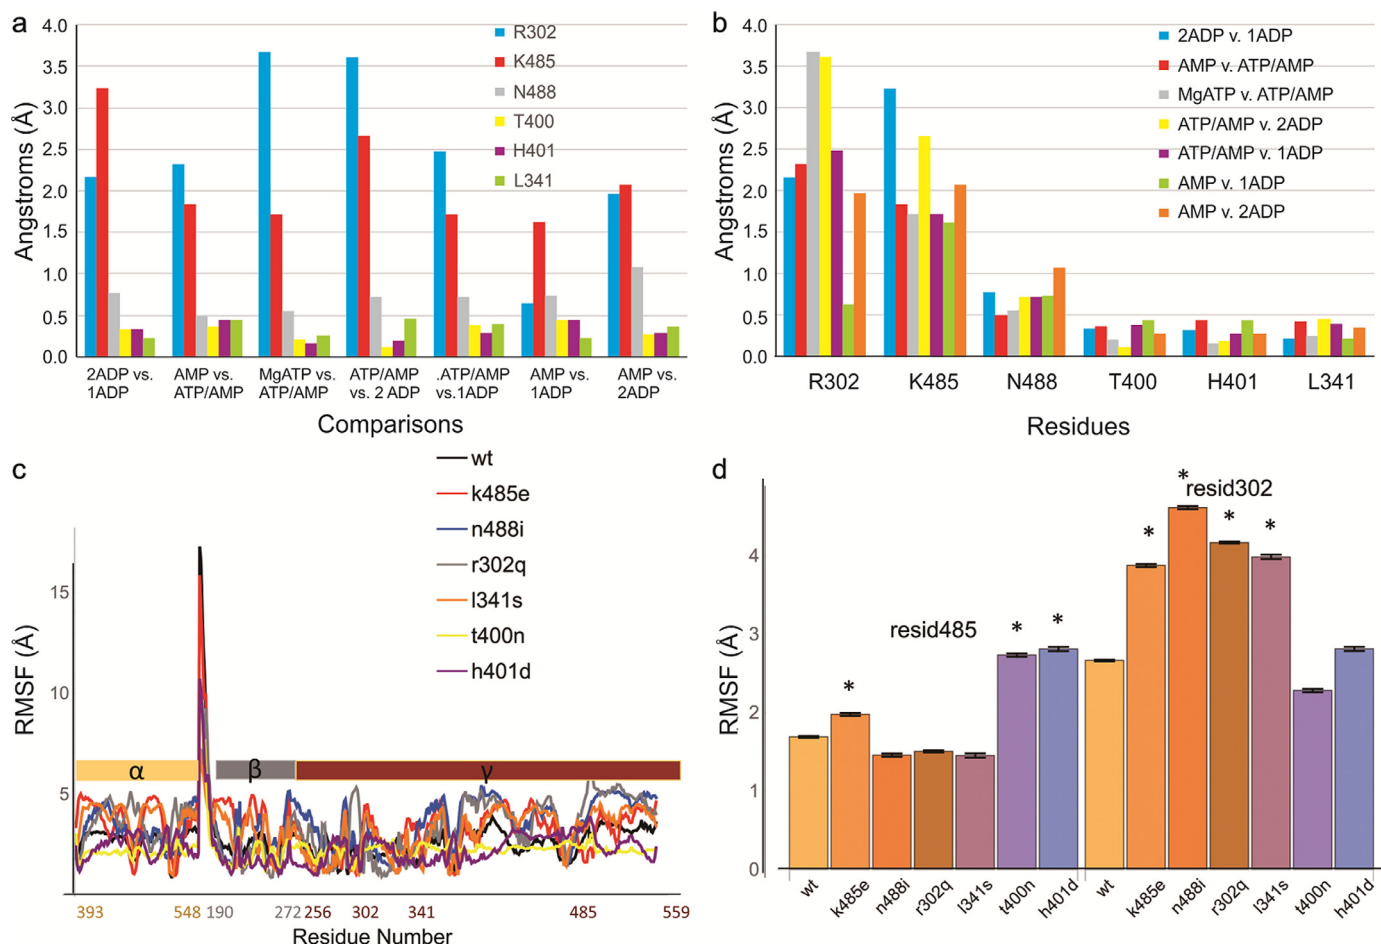 a
4.0
3.5
3.0
2.5
2.0
1.5
1.0
0.5
0.0
Angstroms (Å)
R302
K485
N488
T400
H401
L341
2ADP vs.
1ADP
AMP vs.
ATP/AMP
MgATP vs.
ATP/AMP
ATP/AMP
vs. 2 ADP
.ATP/AMP
vs.1ADP
AMP vs.
1ADP
AMP vs.
2ADP
Comparisons
b
4.0
3.5
3.0
2.5
2.0
1.5
1.0
0.5
0.0
Angstroms (Å)
2ADP v. 1ADP
AMP v. ATP/AMP
MgATP v. ATP/AMP
ATP/AMP v. 2ADP
ATP/AMP v. 1ADP
AMP v. 1ADP
AMP v. 2ADP
R302 K485 N488 T400 H401 L341
Residues
c
wt
k485e
n488i
r302q
l341s
t400n
h401d
15
10
5
RMSF (Å)
α β γ
393 548 190 272 256 302 341 485 559
Residue Number
d
* resid302
* * *
resid485 * *
*
4
3
2
1
0
RMSF (Å)
wt k485e n488i r302q l341s t400n h401d wt k485e n488i r302q l341s t400n h401d